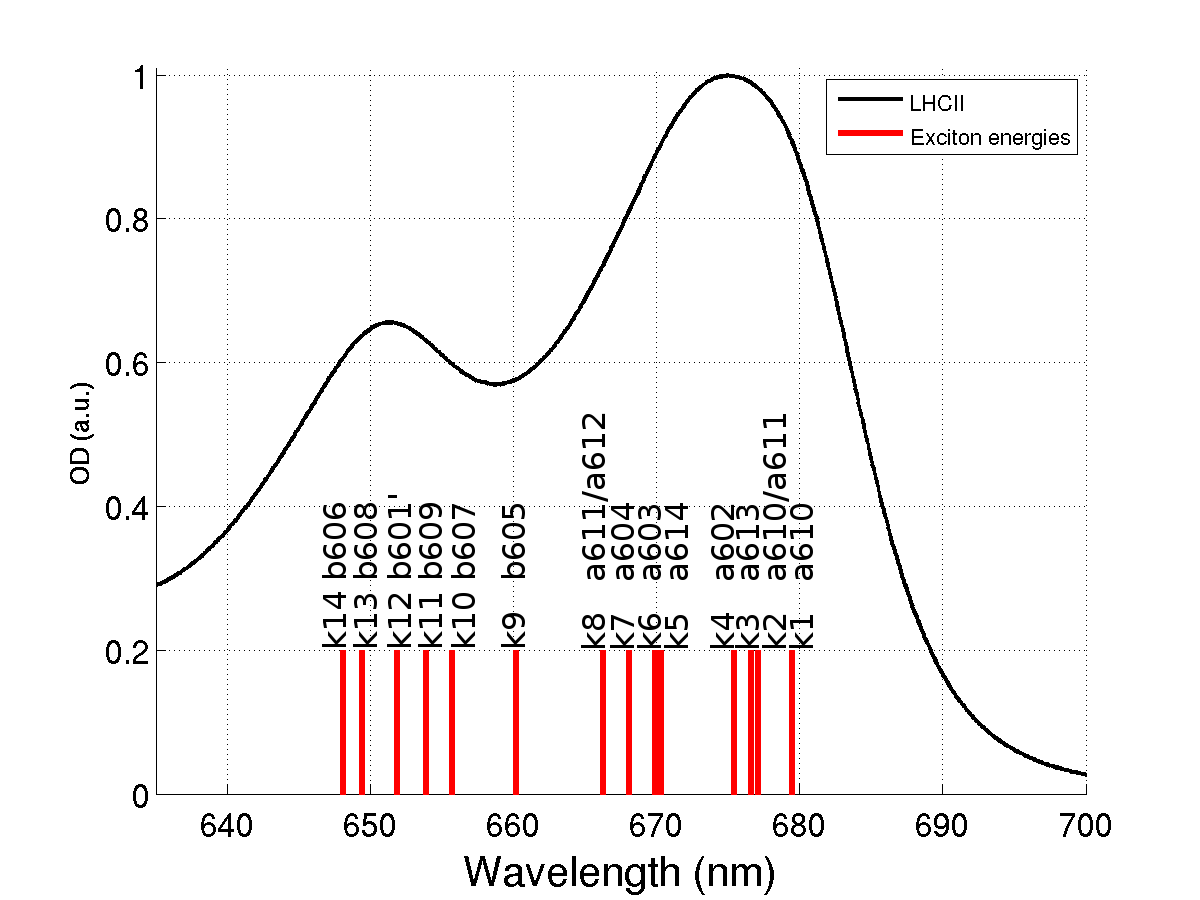 LHCII
Exciton energies
OD (a.u.)
1
0.8
0.6
0.4
0.2
0
k14 b606
k13 b608
k12 b601'
k11 b609
k10 b607
k9 b605
k8 a611/a612
k7 a604
k6 a603
k5 a614
k4 a602
k3 a613
k2 a610/a611
k1 a610
640 650 660 670 680 690 700
Wavelength (nm)